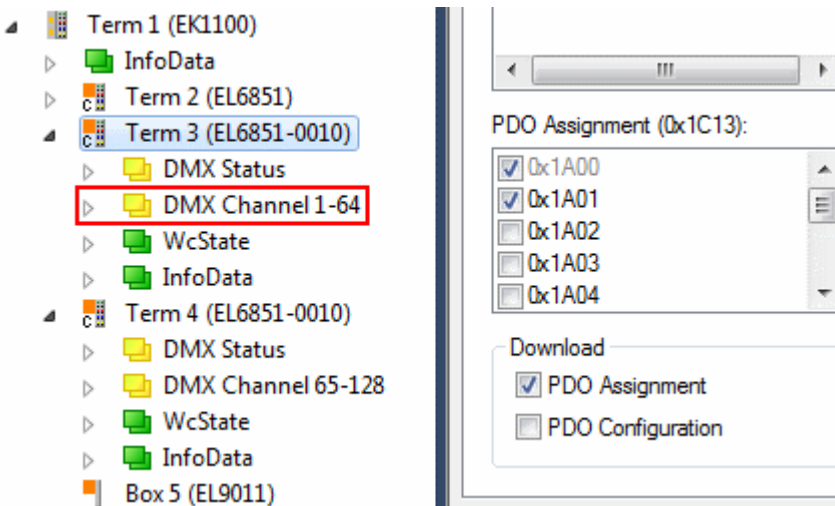 Term 1 (EK1100)
InfoData
Term 2 (EL6851)
Term 3 (EL6851-0010)
DMX Status
DMX Channel 1-64
WcState
InfoData
Term 4 (EL6851-0010)
DMX Status
DMX Channel 65-128
WcState
InfoData
Box 5 (EL9011)
PDO Assignment (0x1C13):
0x1A00
0x1A01
0x1A02
0x1A03
0x1A04
Download
PDO Assignment
PDO Configuration